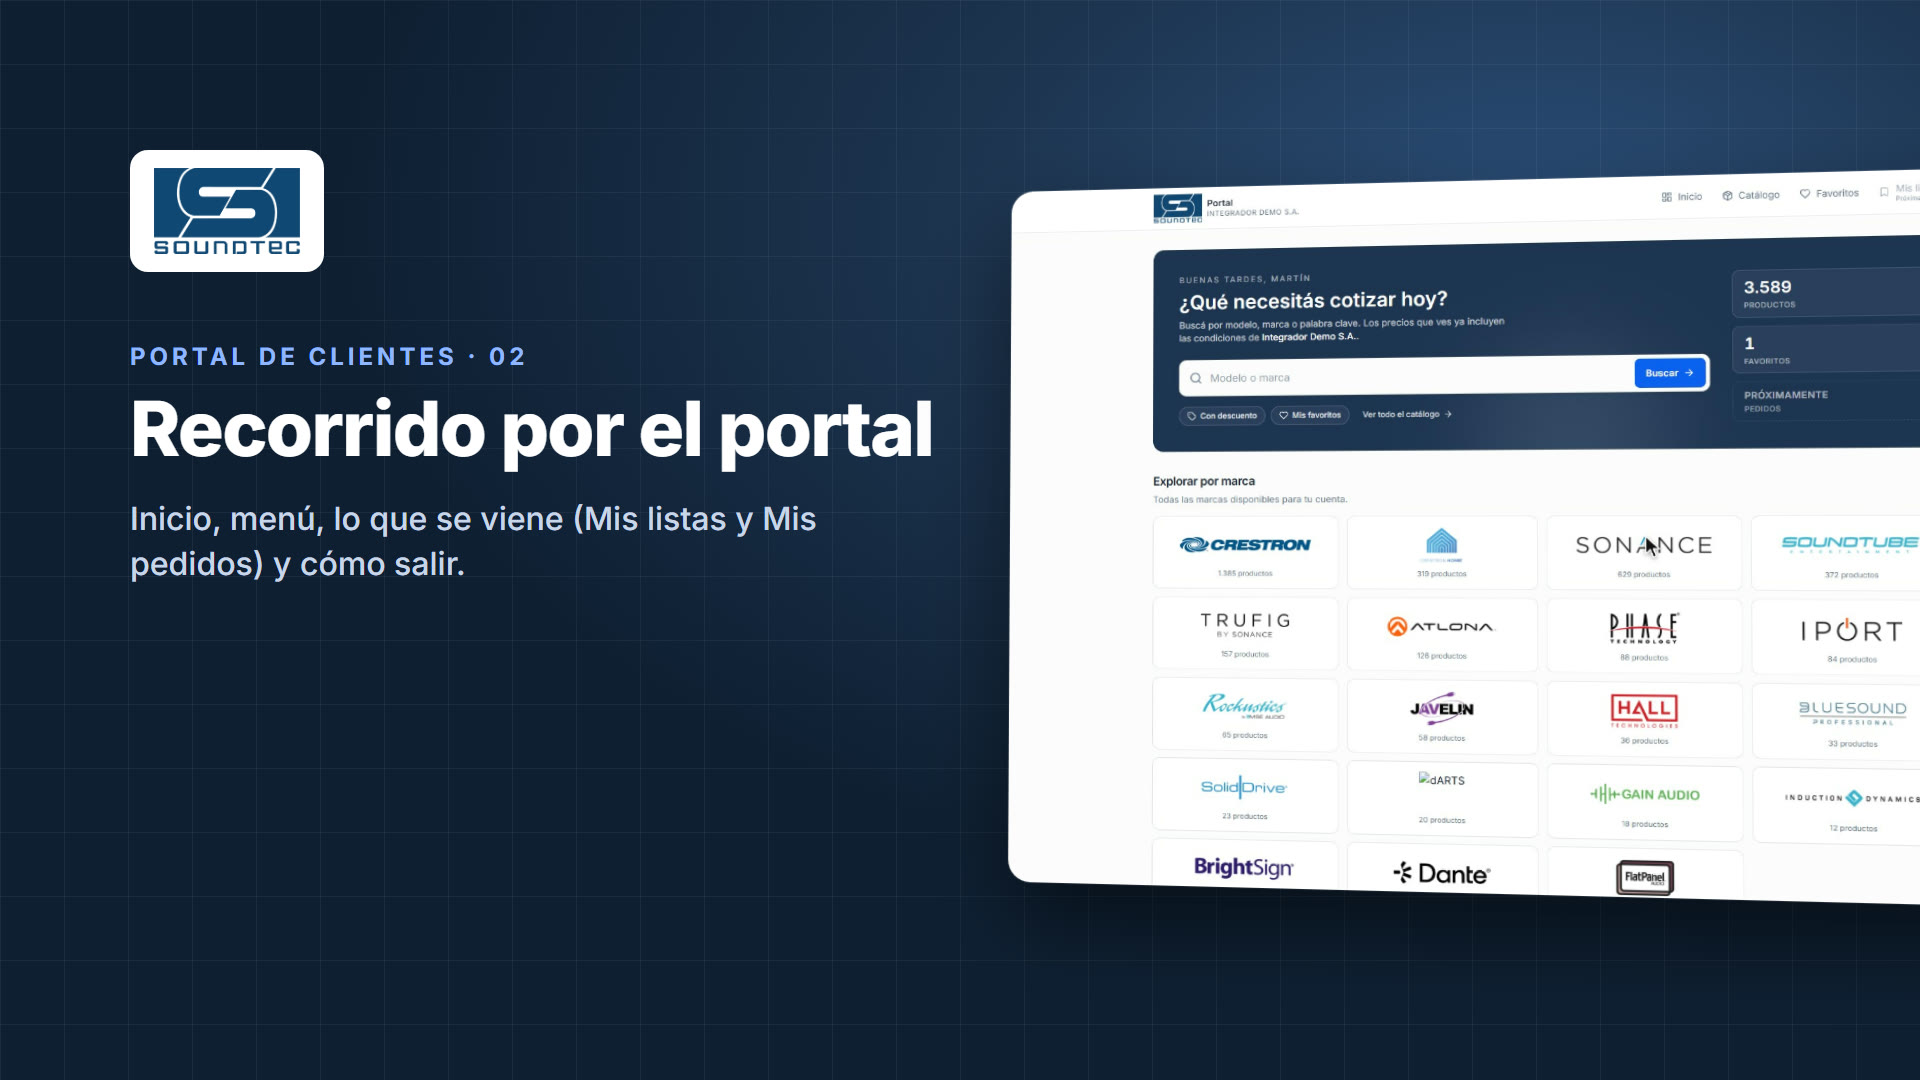 SOUNDTEC
PORTAL DE CLIENTES · 02
Recorrido por el portal
Inicio, menú, lo que se viene (Mis listas y Mis
pedidos) y cómo salir.
SOUNDTEC
Portal
INTEGRADOR DEMO S.A.
Inicio
Catálogo
Favoritos
BUENAS TARDES, MARTÍN
¿Qué necesitás cotizar hoy?
Buscá por modelo, marca o palabra clave. Los precios que ves ya incluyen
las condiciones de Integrador Demo S.A..
Modelo o marca
Buscar →
Con descuento
Mis favoritos
Ver todo el catálogo →
3.589
PRODUCTOS
1
FAVORITOS
PRÓXIMAMENTE
PEDIDOS
Explorar por marca
Todas las marcas disponibles para tu cuenta.
CRESTRON
1.385 productos
319 productos
SONANCE
629 productos
SOUNDTUBE
ENTERTAINMENT
372 productos
TRUFIG
BY SONANCE
157 productos
ATLONA
126 productos
PHASE
TECHNOLOGY
88 productos
IPORT
84 productos
Rockustics
65 productos
JAVELIN
58 productos
HALL
TECHNOLOGIES
36 productos
BLUESOUND
PROFESSIONAL
33 productos
SolidDrive
23 productos
dARTS
20 productos
GAIN AUDIO
18 productos
INDUCTION DYNAMICS
12 productos
BrightSign
Dante
FlatPanel